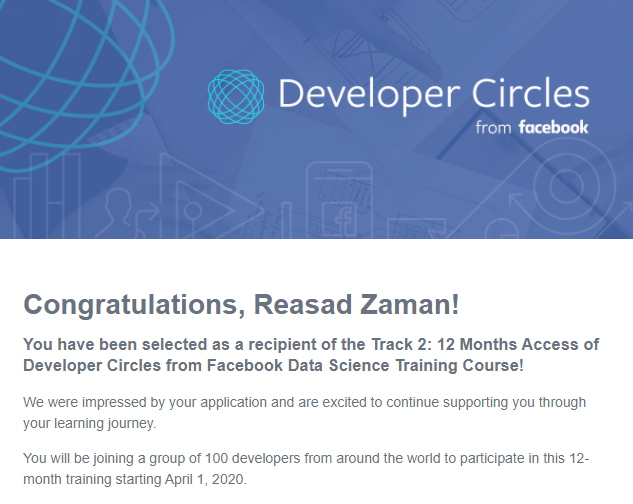 Developer Circles
from facebook
Congratulations, Reasad Zaman!
You have been selected as a recipient of the Track 2: 12 Months Access of
Developer Circles from Facebook Data Science Training Course!
We were impressed by your application and are excited to continue supporting you through
your learning journey.
You will be joining a group of 100 developers from around the world to participate in this 12-
month training starting April 1, 2020.